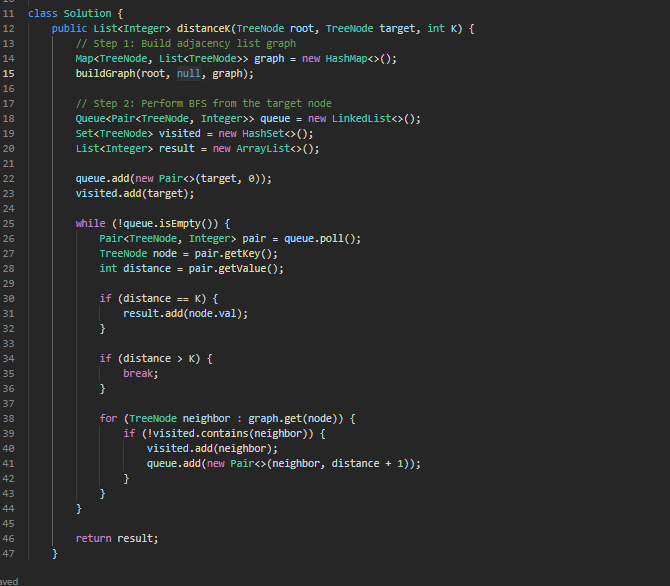 11 class Solution {
12     public List<Integer> distanceK(TreeNode root, TreeNode target, int K) {
13         // Step 1: Build adjacency list graph
14         Map<TreeNode, List<TreeNode>> graph = new HashMap<>();
15         buildGraph(root, null, graph);
16
17         // Step 2: Perform BFS from the target node
18         Queue<Pair<TreeNode, Integer>> queue = new LinkedList<>();
19         Set<TreeNode> visited = new HashSet<>();
20         List<Integer> result = new ArrayList<>();
21
22         queue.add(new Pair<>(target, 0));
23         visited.add(target);
24
25         while (!queue.isEmpty()) {
26             Pair<TreeNode, Integer> pair = queue.poll();
27             TreeNode node = pair.getKey();
28             int distance = pair.getValue();
29
30             if (distance == K) {
31                 result.add(node.val);
32             }
33
34             if (distance > K) {
35                 break;
36             }
37
38             for (TreeNode neighbor : graph.get(node)) {
39                 if (!visited.contains(neighbor)) {
40                     visited.add(neighbor);
41                     queue.add(new Pair<>(neighbor, distance + 1));
42                 }
43             }
44         }
45
46         return result;
47     }
aved